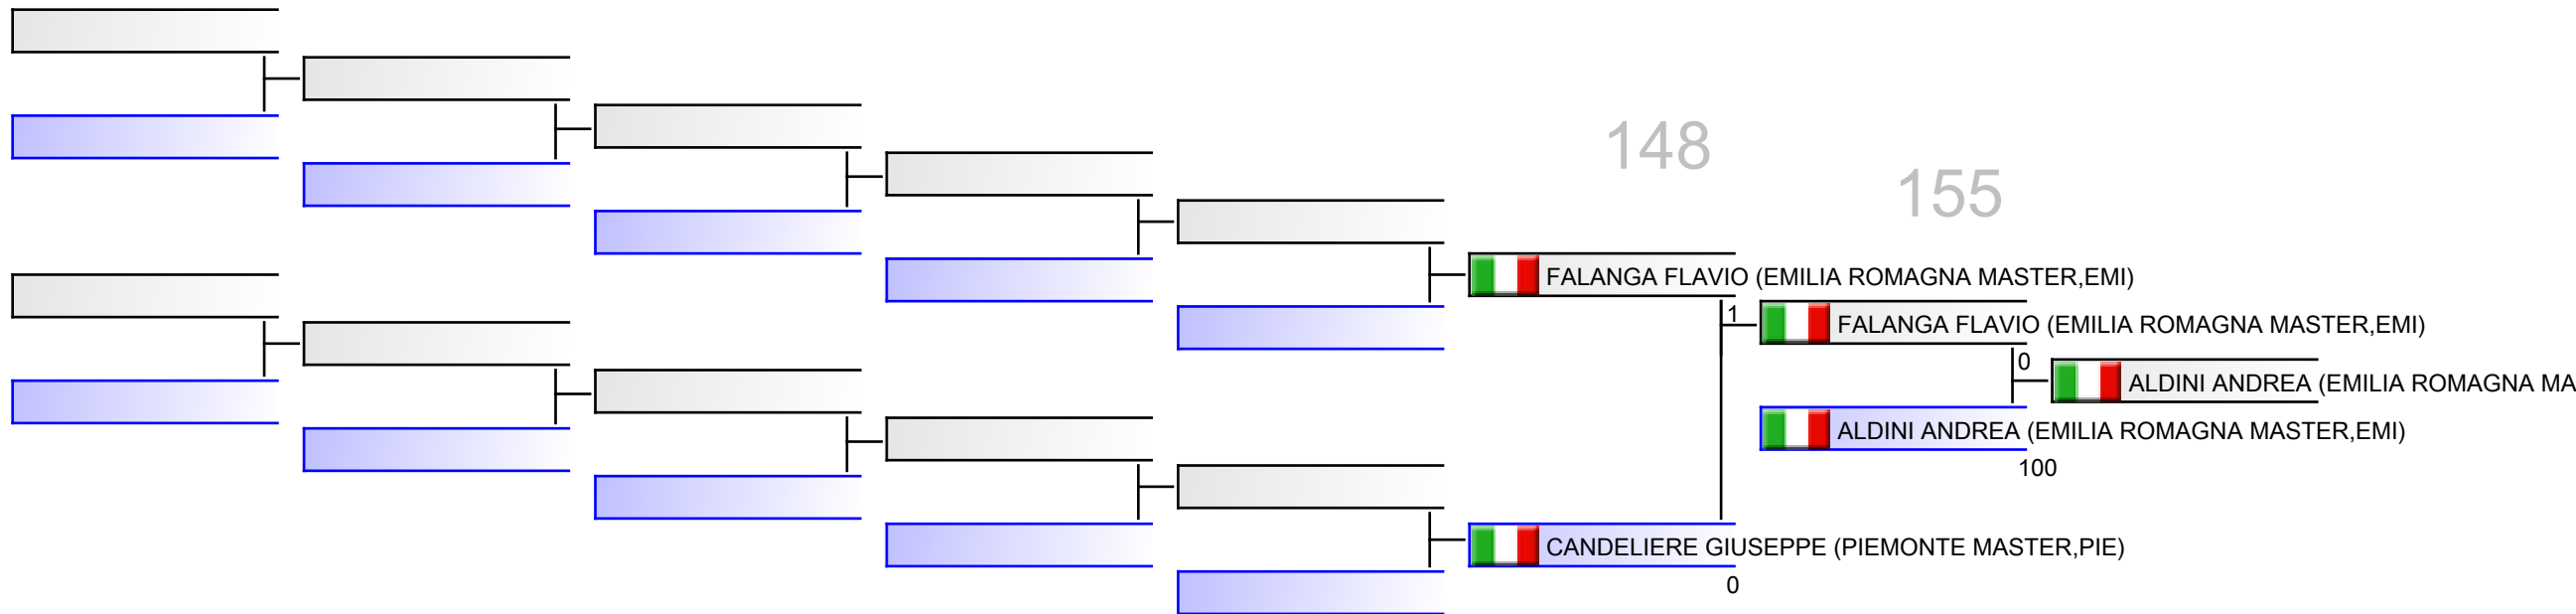 148
155
FALANGA FLAVIO (EMILIA ROMAGNA MASTER,EMI)
1
FALANGA FLAVIO (EMILIA ROMAGNA MASTER,EMI)
0
ALDINI ANDREA (EMILIA ROMAGNA MA
ALDINI ANDREA (EMILIA ROMAGNA MASTER,EMI)
100
CANDELIERE GIUSEPPE (PIEMONTE MASTER,PIE)
0